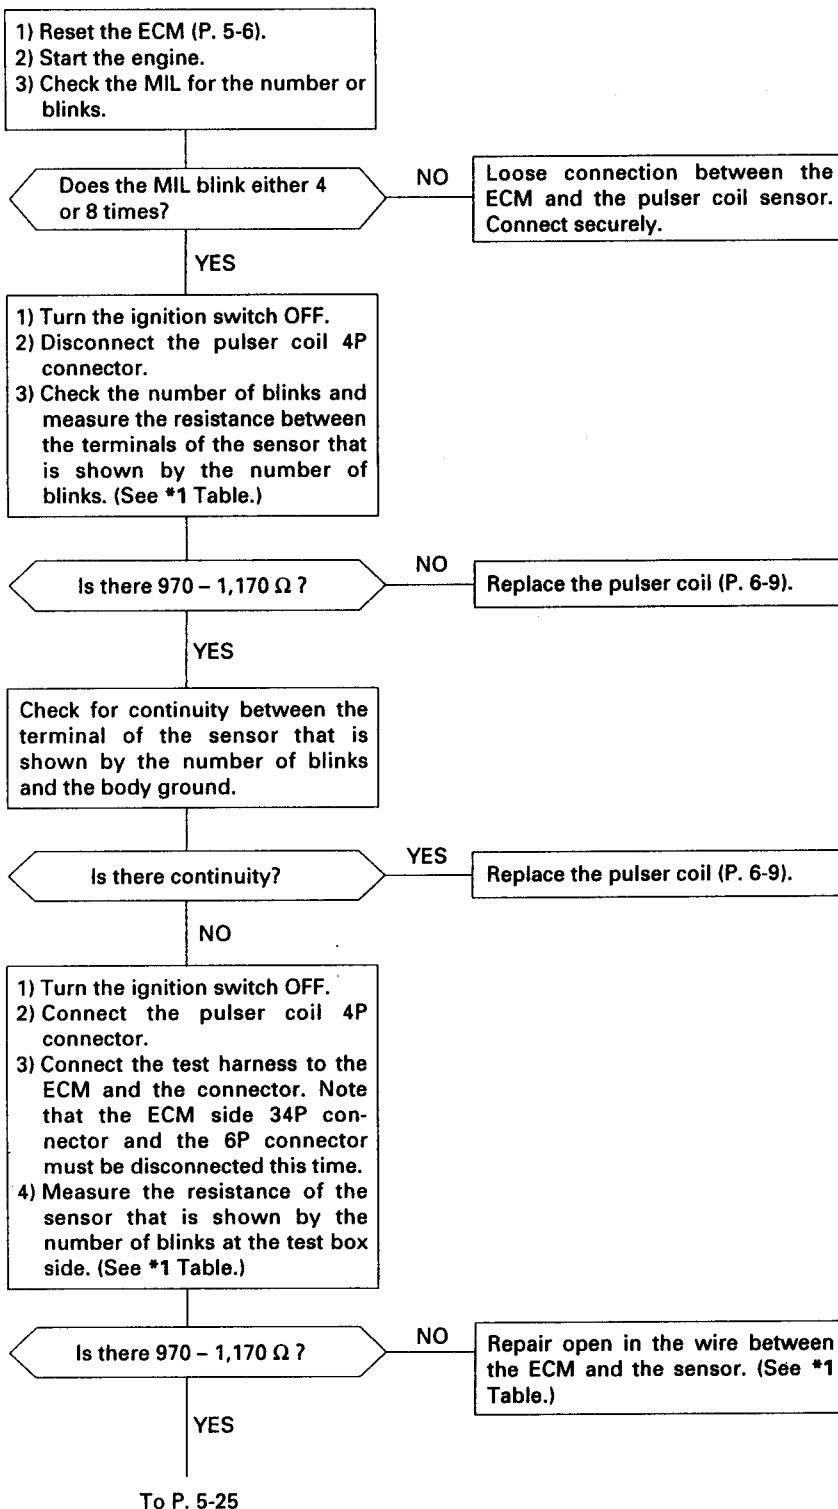 1) Reset the ECM (P. 5-6).
2) Start the engine.
3) Check the MIL for the number or
blinks.
Does the MIL blink either 4
or 8 times?
NO
Loose connection between the
ECM and the pulser coil sensor.
Connect securely.
YES
1) Turn the ignition switch OFF.
2) Disconnect the pulser coil 4P
connector.
3) Check the number of blinks and
measure the resistance between
the terminals of the sensor that
is shown by the number of
blinks. (See *1 Table.)
Is there 970 – 1,170 Ω ?
NO
Replace the pulser coil (P. 6-9).
YES
Check for continuity between the
terminal of the sensor that is
shown by the number of blinks
and the body ground.
Is there continuity?
YES
Replace the pulser coil (P. 6-9).
NO
1) Turn the ignition switch OFF.
2) Connect the pulser coil 4P
connector.
3) Connect the test harness to the
ECM and the connector. Note
that the ECM side 34P con-
nector and the 6P connector
must be disconnected this time.
4) Measure the resistance of the
sensor that is shown by the
number of blinks at the test box
side. (See *1 Table.)
Is there 970 – 1,170 Ω ?
NO
Repair open in the wire between
the ECM and the sensor. (See *1
Table.)
YES
To P. 5-25